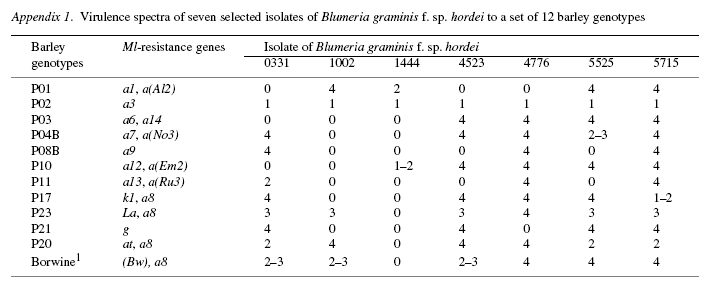 Appendix 1. Virulence spectra of seven selected isolates of Blumeria graminis f. sp. hordei to a set of 12 barley genotypes
Barley Ml-resistance genes Isolate of Blumeria graminis f. sp. hordei
genotypes 0331 1002 1444 4523 4776 5525 5715
P01 a1, a(Al2) 0 4 2 0 0 4 4
P02 a3 1 1 1 1 1 1 1
P03 a6, a14 0 0 0 4 4 4 4
P04B a7, a(No3) 4 0 0 4 4 2–3 4
P08B a9 4 0 0 0 4 0 4
P10 a12, a(Em2) 0 0 1–2 4 4 4 4
P11 a13, a(Ru3) 2 0 0 0 4 0 4
P17 k1, a8 4 0 0 4 4 4 1–2
P23 La, a8 3 3 0 3 4 3 3
P21 g 4 0 0 4 0 4 4
P20 at, a8 2 4 0 4 4 2 2
Borwine1 (Bw), a8 2–3 2–3 0 2–3 4 4 4